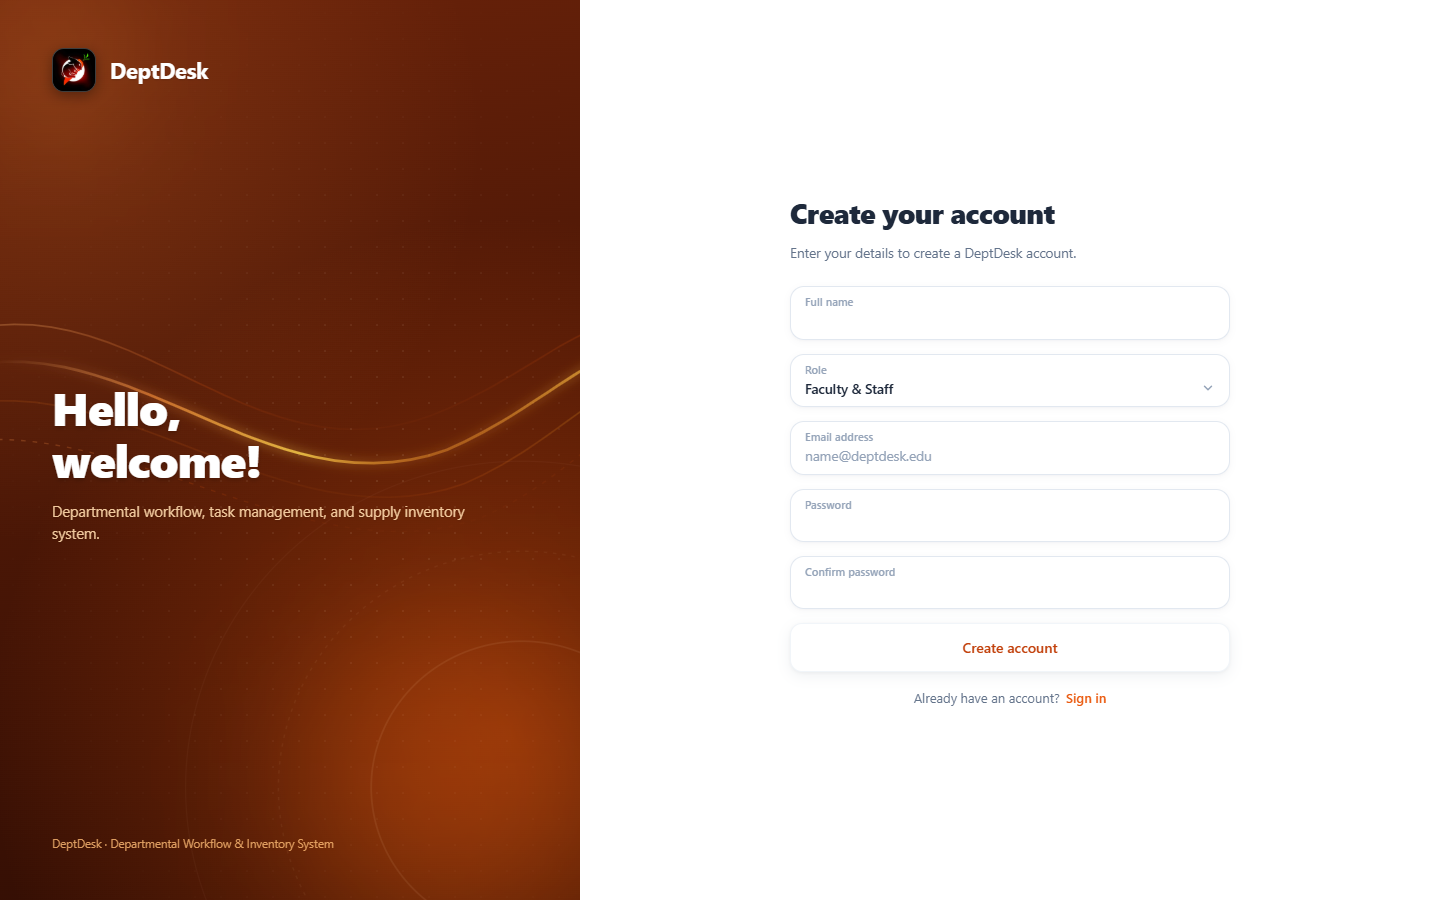 DeptDesk
Hello,
welcome!
Departmental workflow, task management, and supply inventory
system.
DeptDesk · Departmental Workflow & Inventory System
Create your account
Enter your details to create a DeptDesk account.
Full name
Role
Faculty & Staff
Email address
name@deptdesk.edu
Password
Confirm password
Create account
Already have an account? Sign in